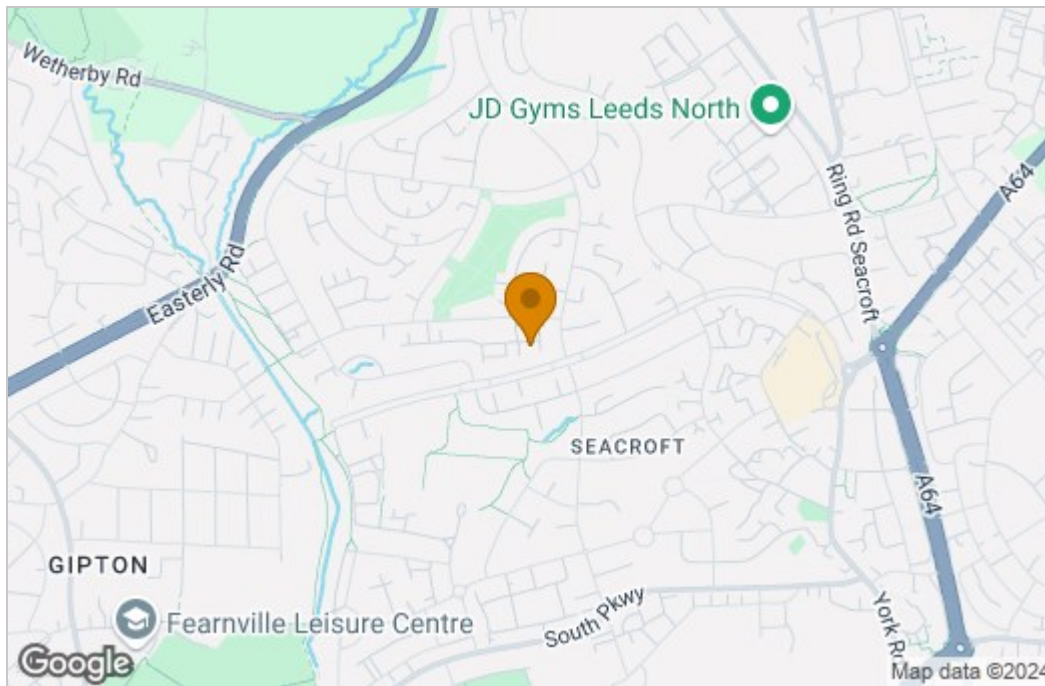 Wetherby Rd
JD Gyms Leeds North
Ring Rd Seacroft
A64
Easterly Rd
SEACROFT
A64
GIPTON
Fearnville Leisure Centre
South Pkwy
York R
Google
Map data ©2024